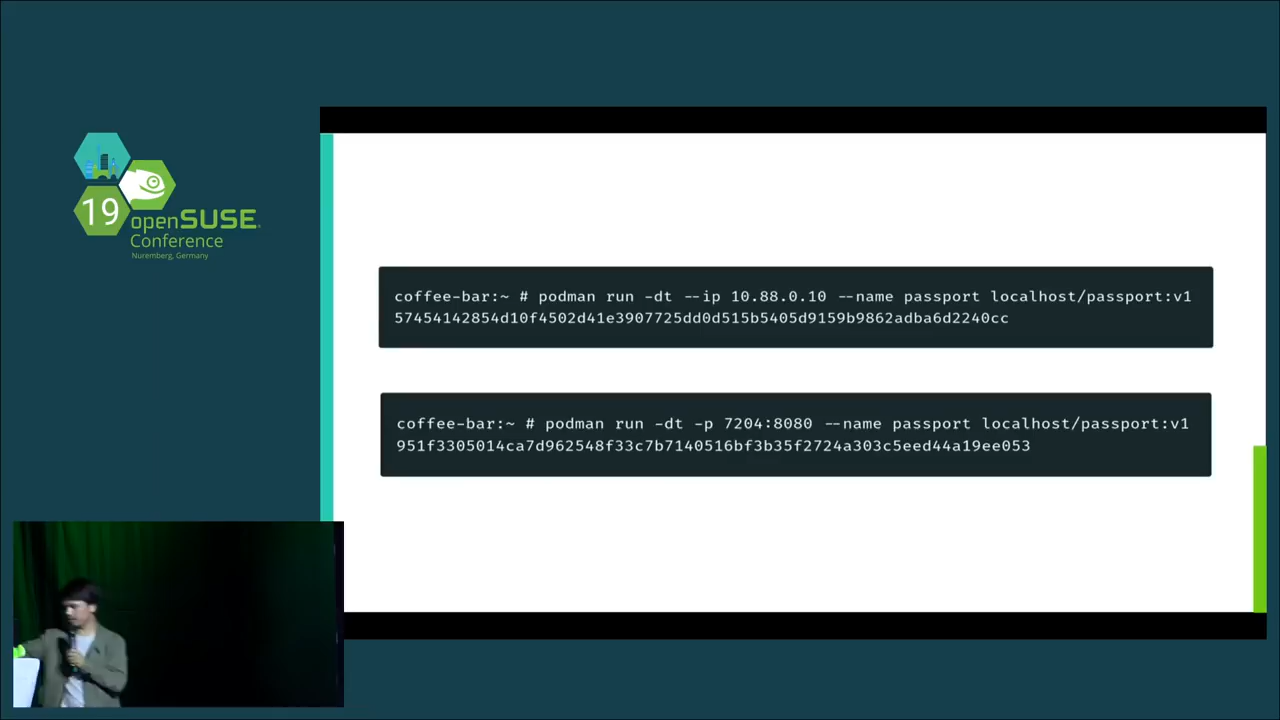 19
openSUSE
Conference
Nuremberg, Germany
coffee-bar:~ # podman run -dt --ip 10.88.0.10 --name passport localhost/passport:v1
57454142854d10f4502d41e3907725dd0d515b5405d9159b9862adba6d2240cc
coffee-bar:~ # podman run -dt -p 7204:8080 --name passport localhost/passport:v1
951f3305014ca7d962548f33c7b7140516bf3b35f2724a303c5eed44a19ee053